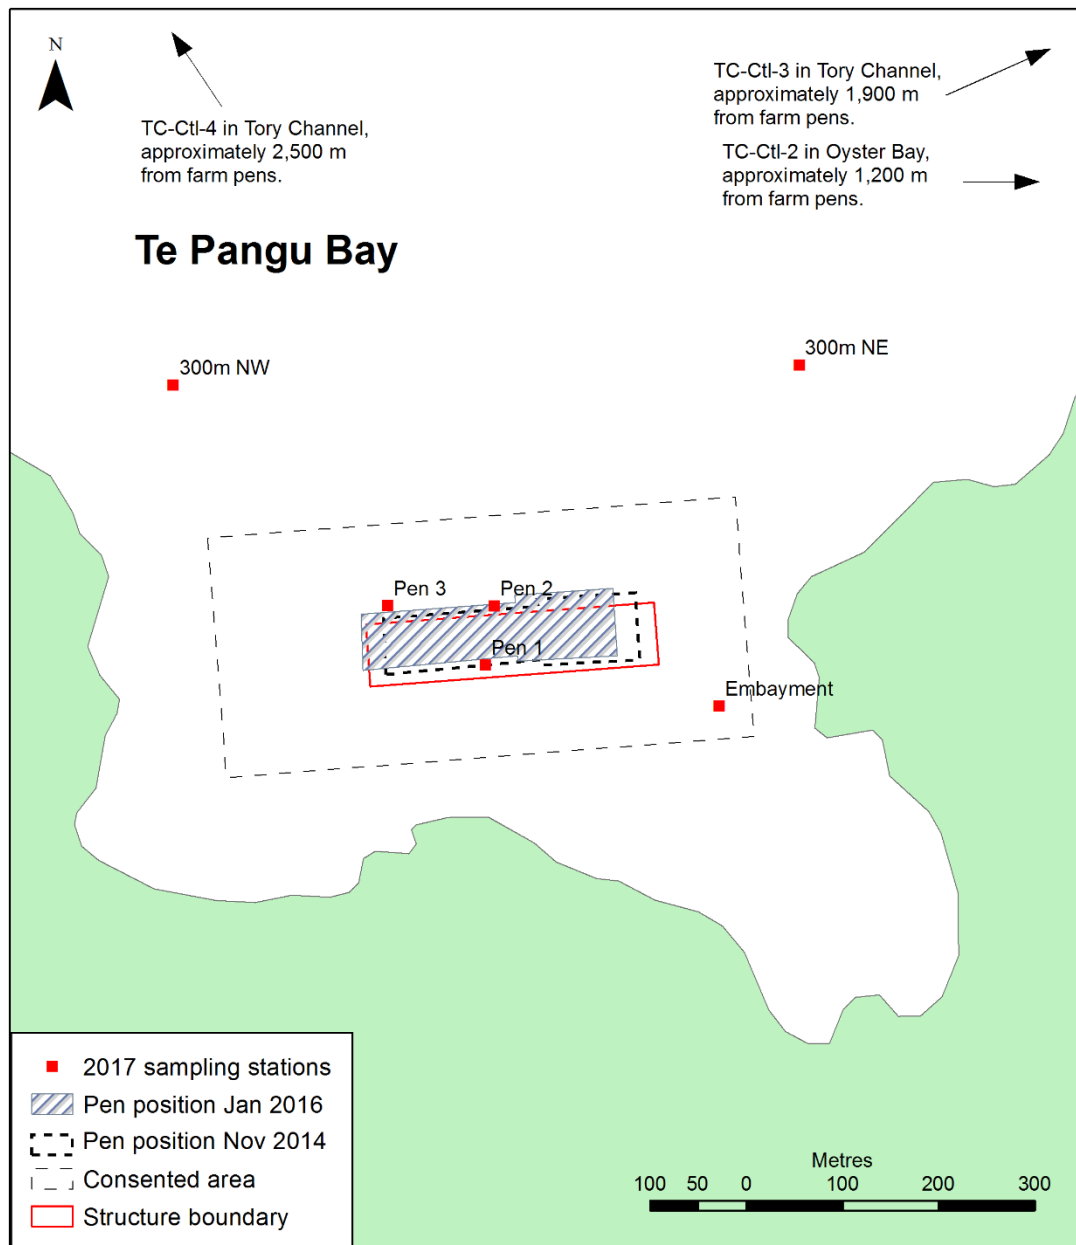 N
TC-Ctl-4 in Tory Channel,
approximately 2,500 m
from farm pens.
TC-Ctl-3 in Tory Channel,
approximately 1,900 m
from farm pens.
TC-Ctl-2 in Oyster Bay,
approximately 1,200 m
from farm pens.
Te Pangu Bay
300m NW
300m NE
Pen 3
Pen 2
Pen 1
Embayment
2017 sampling stations
Pen position Jan 2016
Pen position Nov 2014
Consented area
Structure boundary
Metres
100 50 0 100 200 300